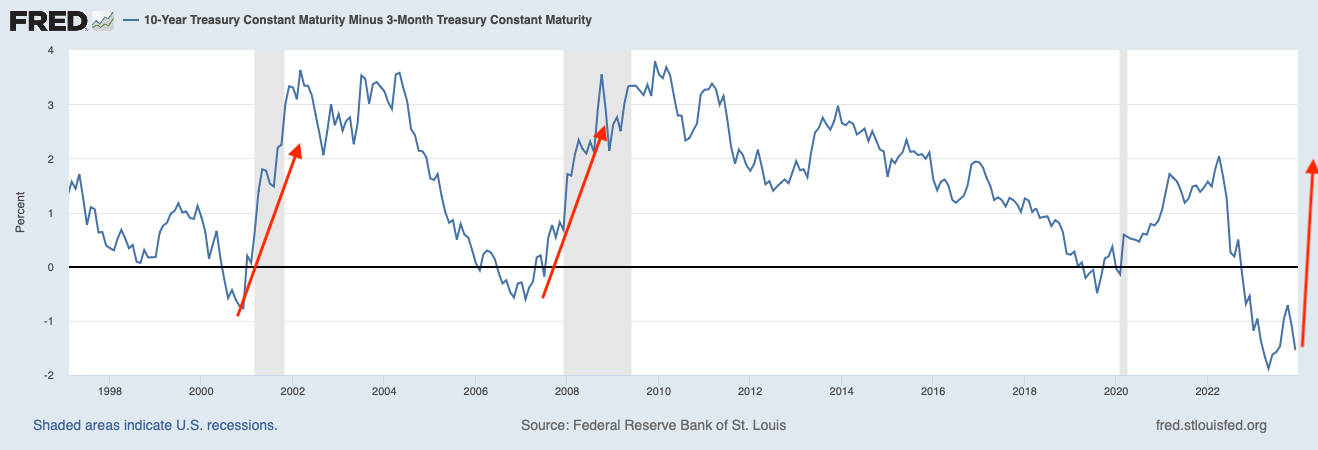 FRED 10-Year Treasury Constant Maturity Minus 3-Month Treasury Constant Maturity
4
3
2
1
0
-1
-2
Percent
1998 2000 2002 2004 2006 2008 2010 2012 2014 2016 2018 2020 2022
Shaded areas indicate U.S. recessions. Source: Federal Reserve Bank of St. Louis fred.stlouisfed.org